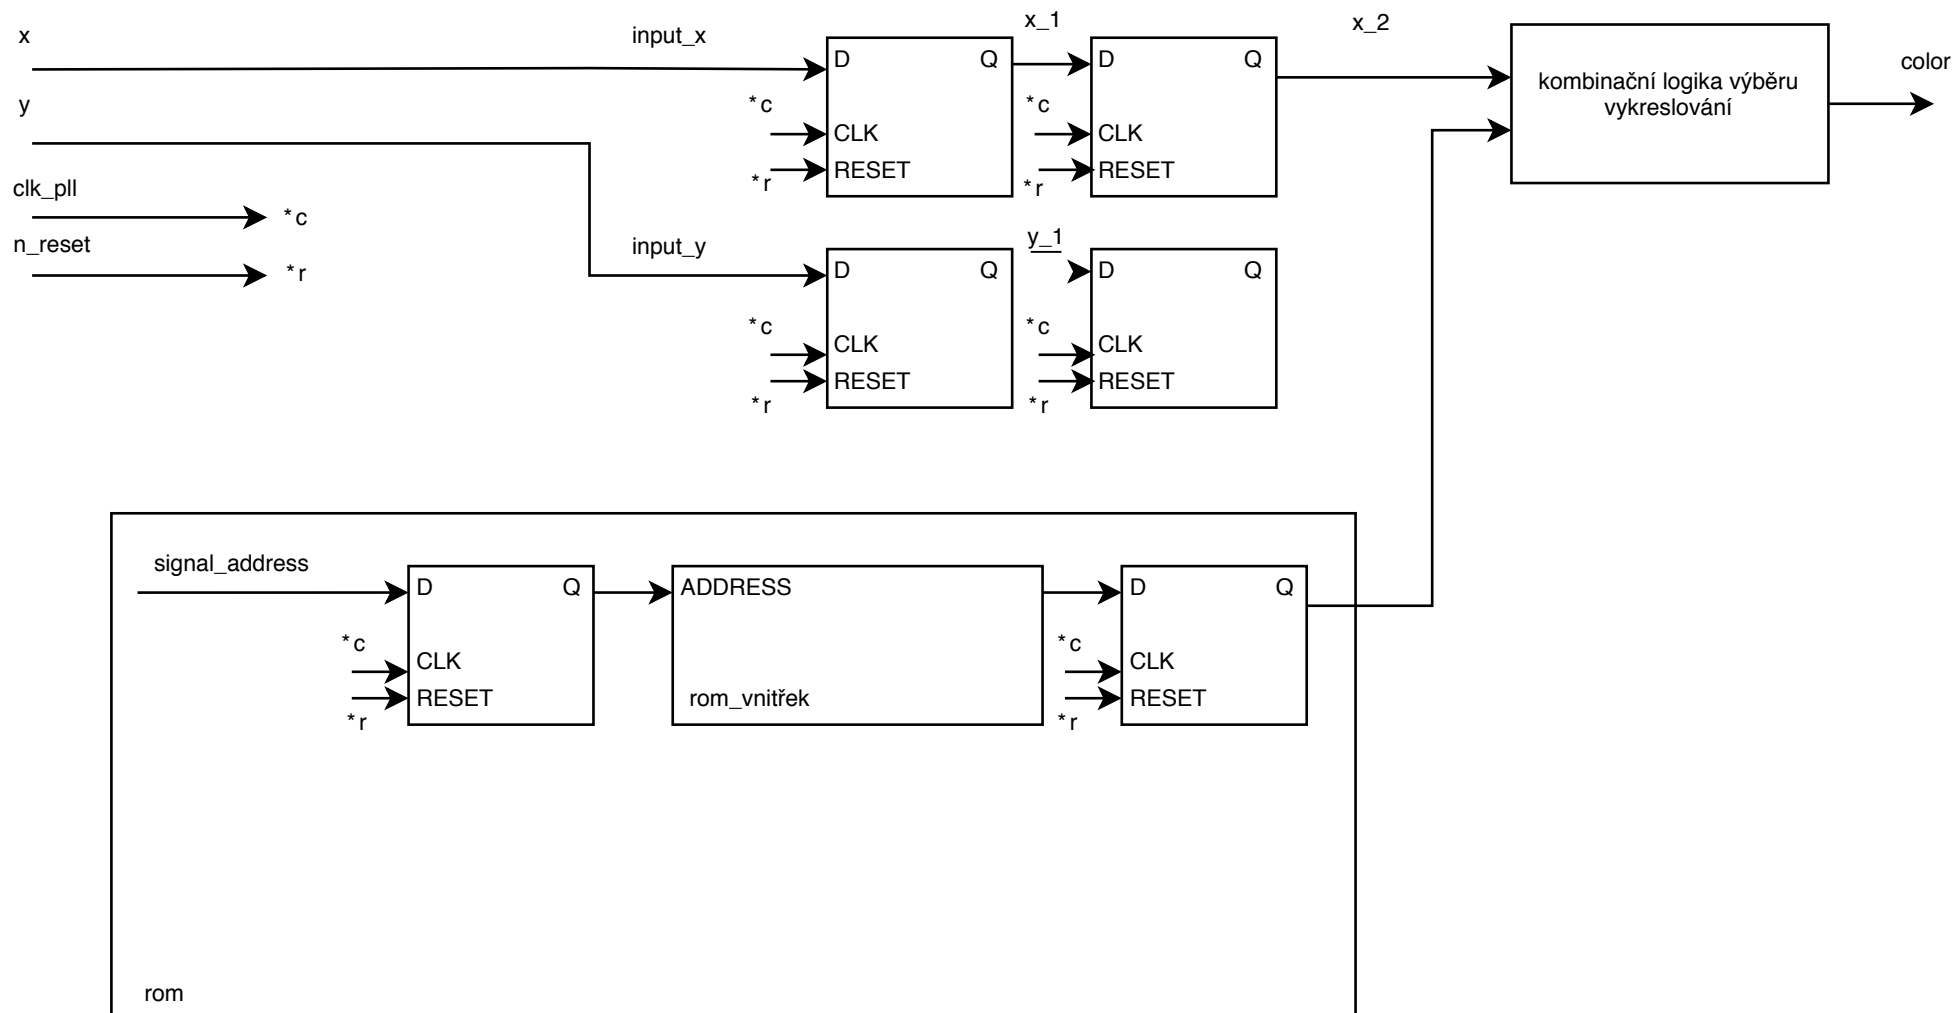 x
input_x
x_1
x_2
color
y
D
Q
D
Q
kombinační logika výběru
vykreslování
*c
*c
CLK
CLK
RESET
RESET
*r
*r
clk_pll
*c
n_reset
*r
input_y
y_1
D
Q
D
Q
*c
*c
CLK
CLK
RESET
RESET
*r
*r
signal_address
D
Q
ADDRESS
D
Q
*c
*c
CLK
CLK
RESET
rom_vnitřek
RESET
*r
*r
rom